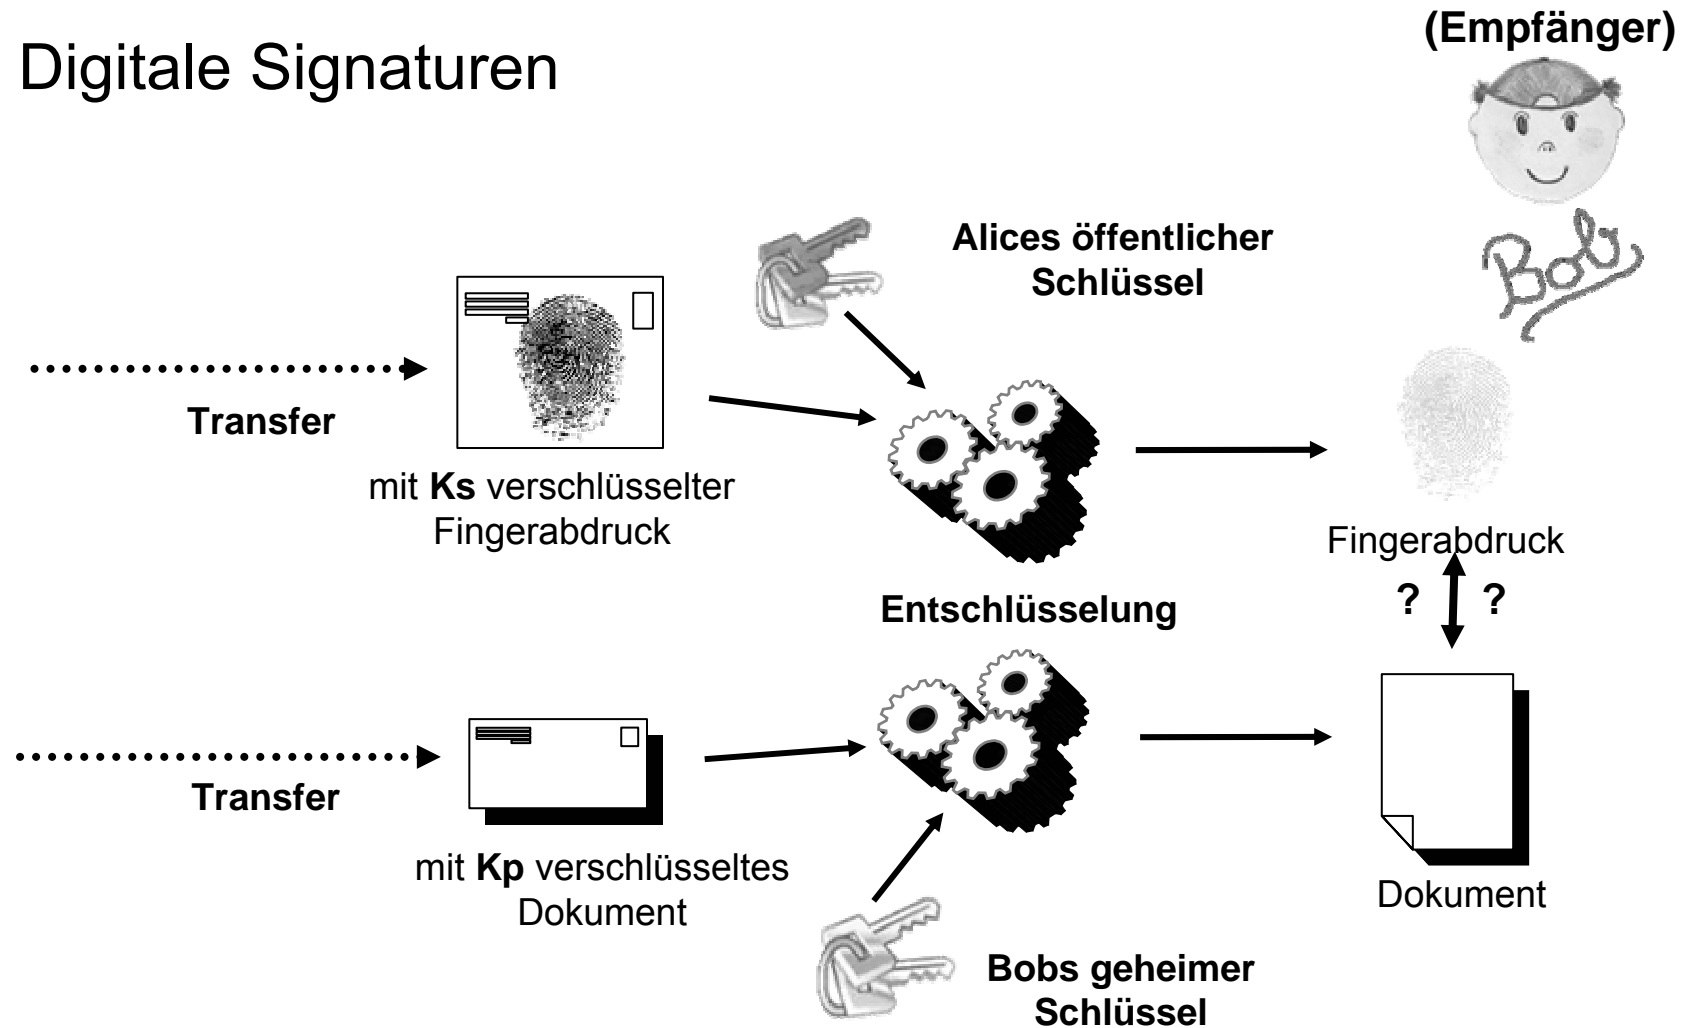 Digitale Signaturen
(Empfänger)
Bob
Alices öffentlicher
Schlüssel
Transfer
mit Ks verschlüsselter
Fingerabdruck
Fingerabdruck
? ?
Entschlüsselung
Transfer
mit Kp verschlüsseltes
Dokument
Dokument
Bobs geheimer
Schlüssel